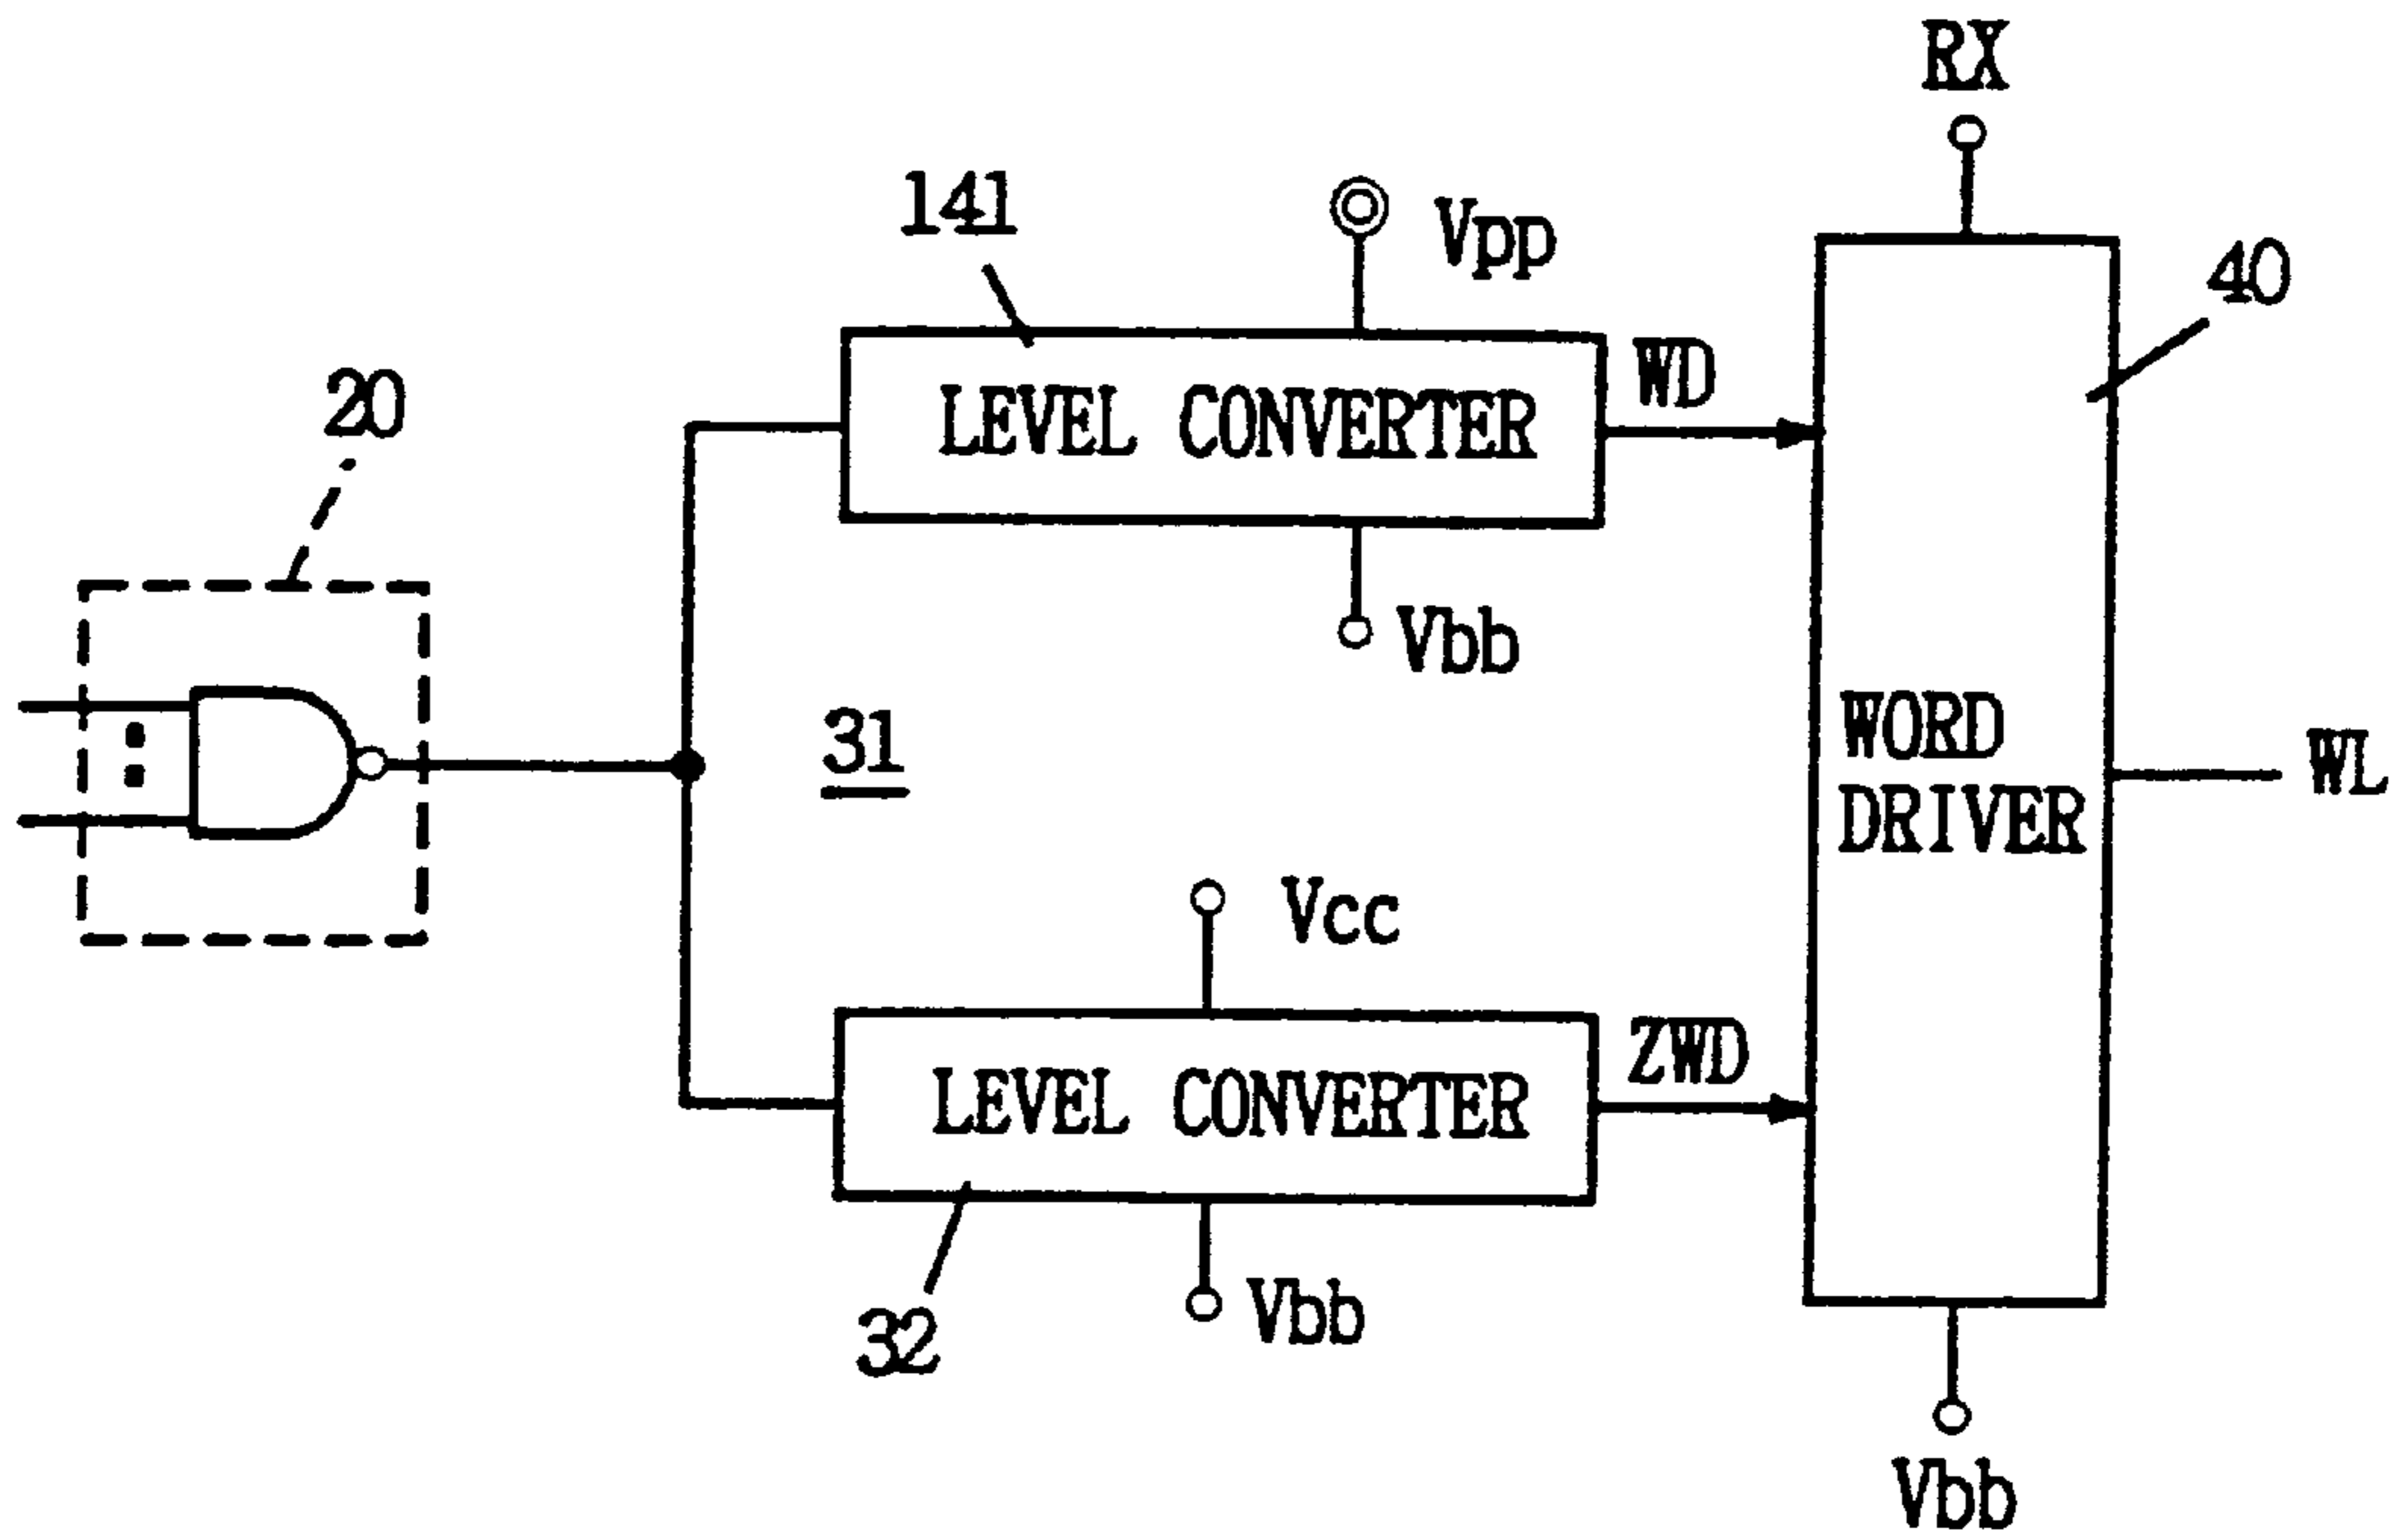 RX
141
Vpp
40
LEVEL CONVERTER
WD
20
Vbb
31
WORD
DRIVER
WL
Vcc
LEVEL CONVERTER
ZWD
32
Vbb
Vbb